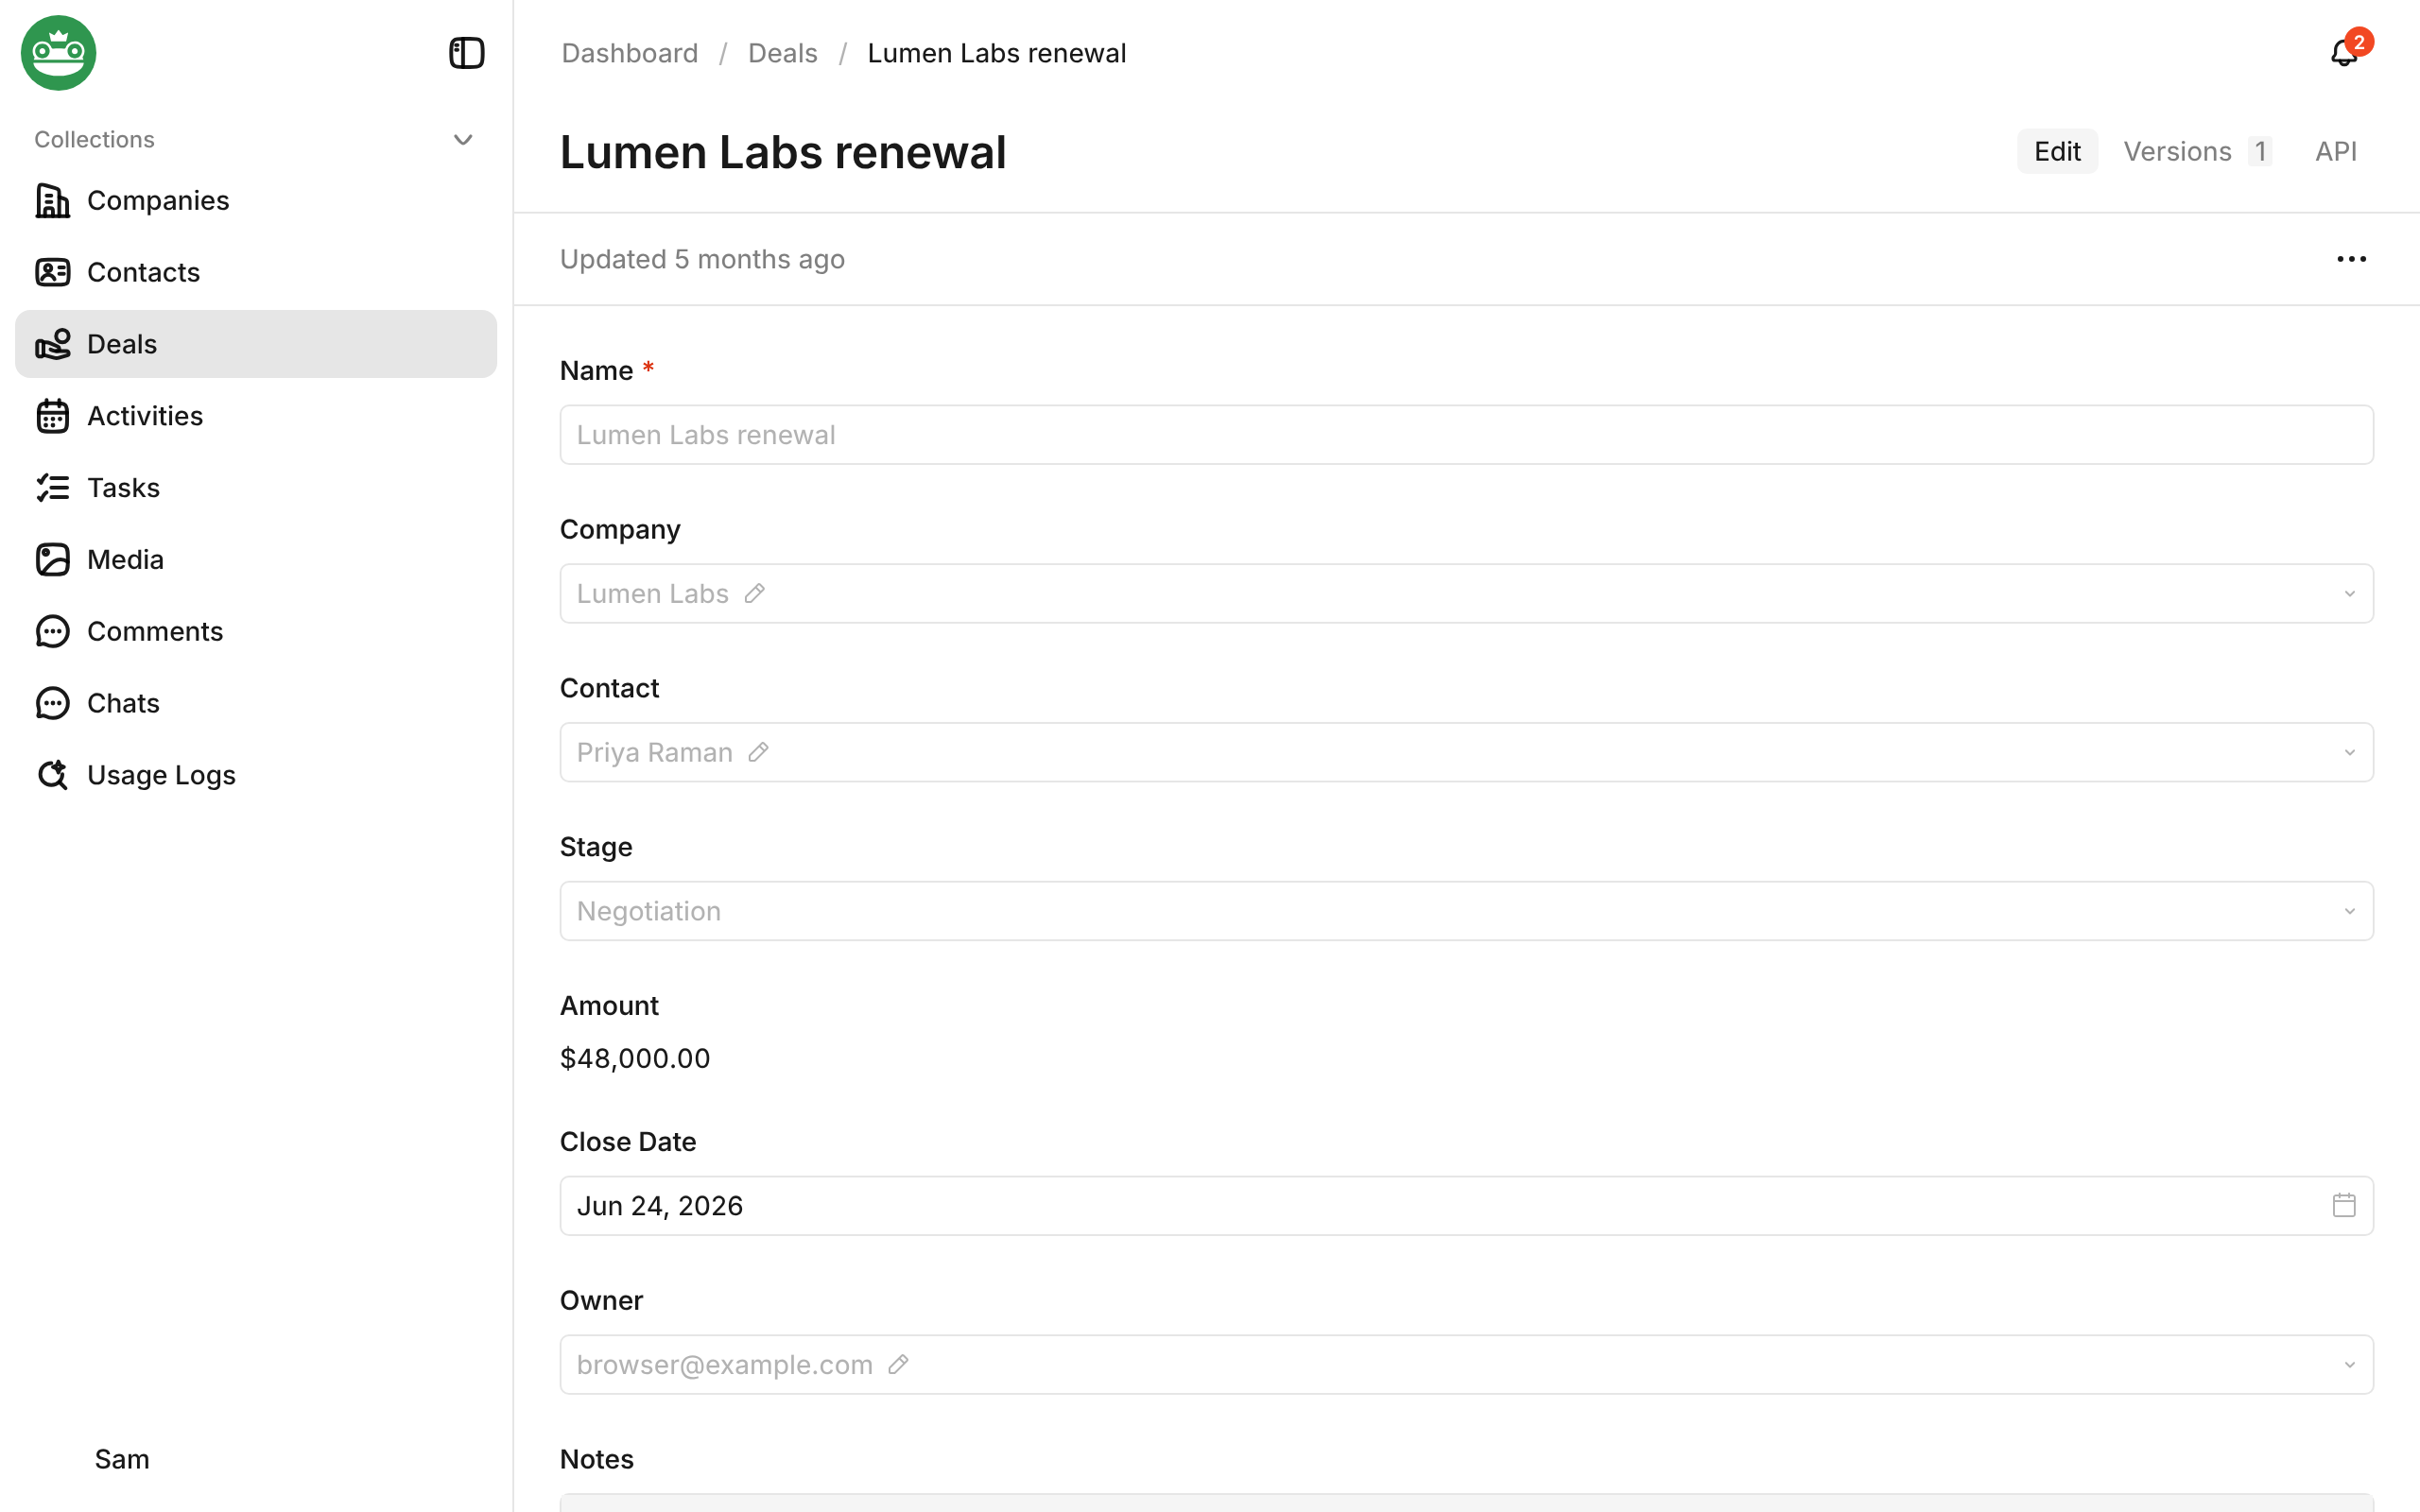 Dashboard / Deals / Lumen Labs renewal
2
Collections
Companies
Contacts
Deals
Activities
Tasks
Media
Comments
Chats
Usage Logs
Sam
Lumen Labs renewal
Edit
Versions 1
API
Updated 5 months ago
Name *
Lumen Labs renewal
Company
Lumen Labs
Contact
Priya Raman
Stage
Negotiation
Amount
$48,000.00
Close Date
Jun 24, 2026
Owner
browser@example.com
Notes